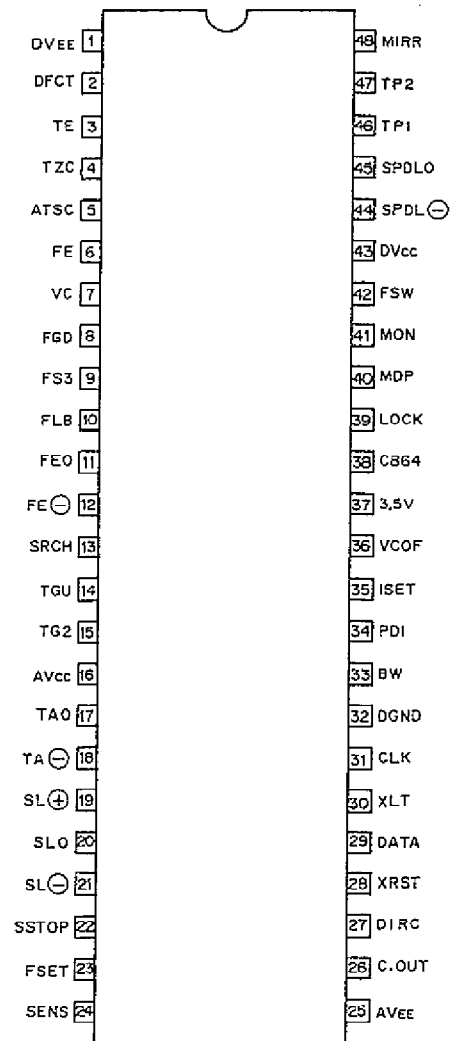 DVEE 1 48 MIRR
DFCT 2 47 TP2
TE 3 46 TP1
TZC 4 45 SPDLO
ATSC 5 44 SPDL⊖
FE 6 43 DVcc
VC 7 42 FSW
FGD 8 41 MON
FS3 9 40 MDP
FLB 10 39 LOCK
FEO 11 38 C864
FE⊖ 12 37 3.5V
SRCH 13 36 VCOF
TGU 14 35 ISET
TG2 15 34 PDI
AVcc 16 33 BW
TAO 17 32 DGND
TA⊖ 18 31 CLK
SL⊕ 19 30 XLT
SLO 20 29 DATA
SL⊖ 21 28 XRST
SSTOP 22 27 DIRC
FSET 23 26 C.OUT
SENS 24 25 AVEE